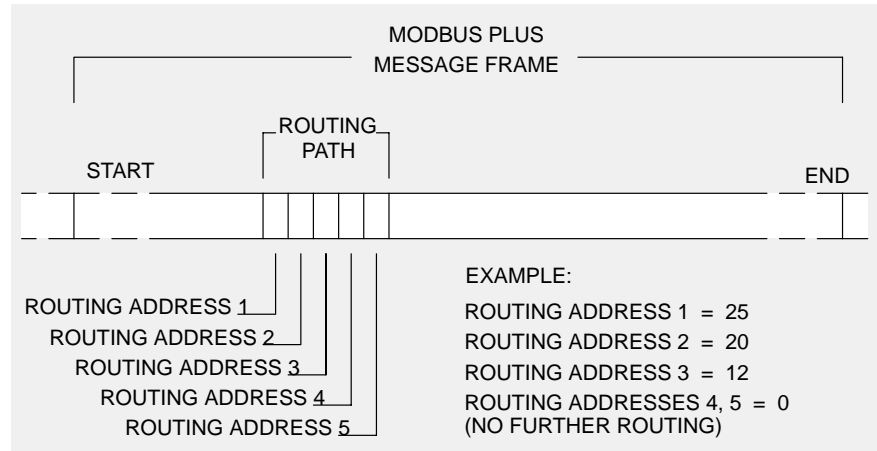 MODBUS PLUS
MESSAGE FRAME
ROUTING
PATH
START
END
ROUTING ADDRESS 1
ROUTING ADDRESS 2
ROUTING ADDRESS 3
ROUTING ADDRESS 4
ROUTING ADDRESS 5
EXAMPLE:
ROUTING ADDRESS 1 = 25
ROUTING ADDRESS 2 = 20
ROUTING ADDRESS 3 = 12
ROUTING ADDRESSES 4, 5 = 0
(NO FURTHER ROUTING)